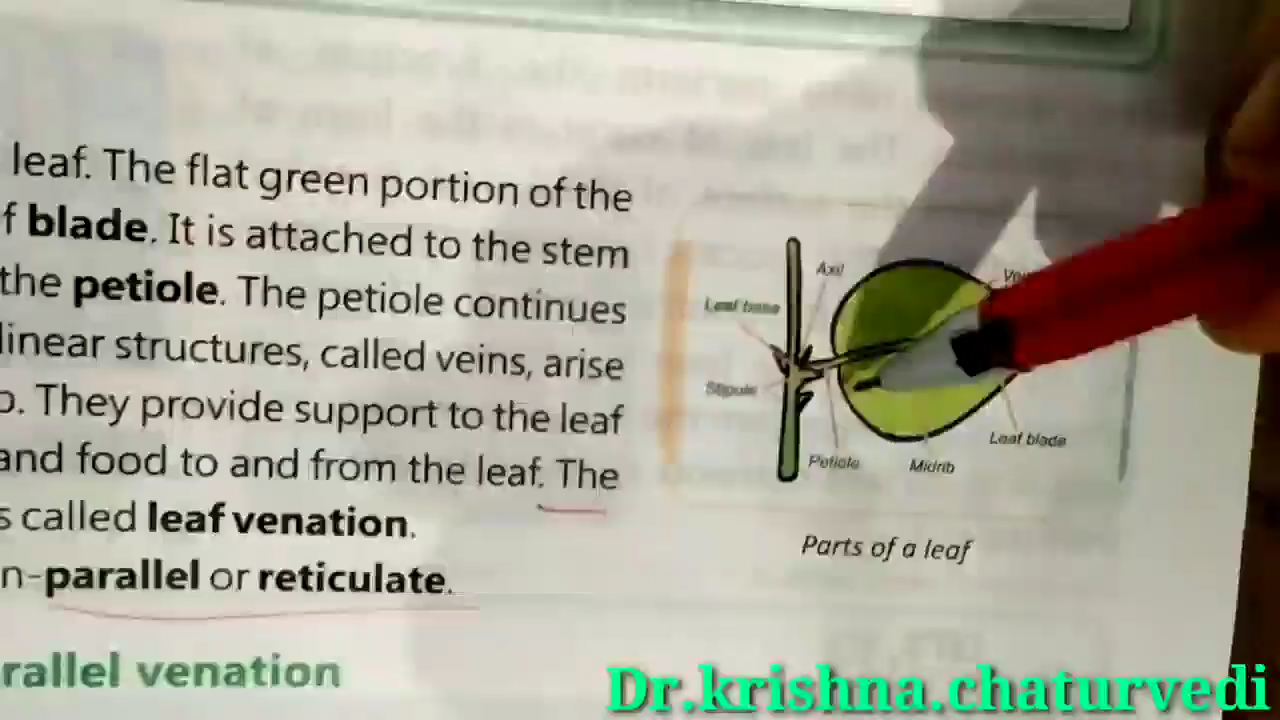 leaf. The flat green portion of the
f blade. It is attached to the stem
the petiole. The petiole continues
linear structures, called veins, arise
They provide support to the leaf
and food to and from the leaf. The
s called leaf venation.
n-parallel or reticulate.
rallel venation
Axil
Leaf base
Stipule
Petiole
Midrib
Leaf blade
Parts of a leaf
Dr.krishna.chaturvedi